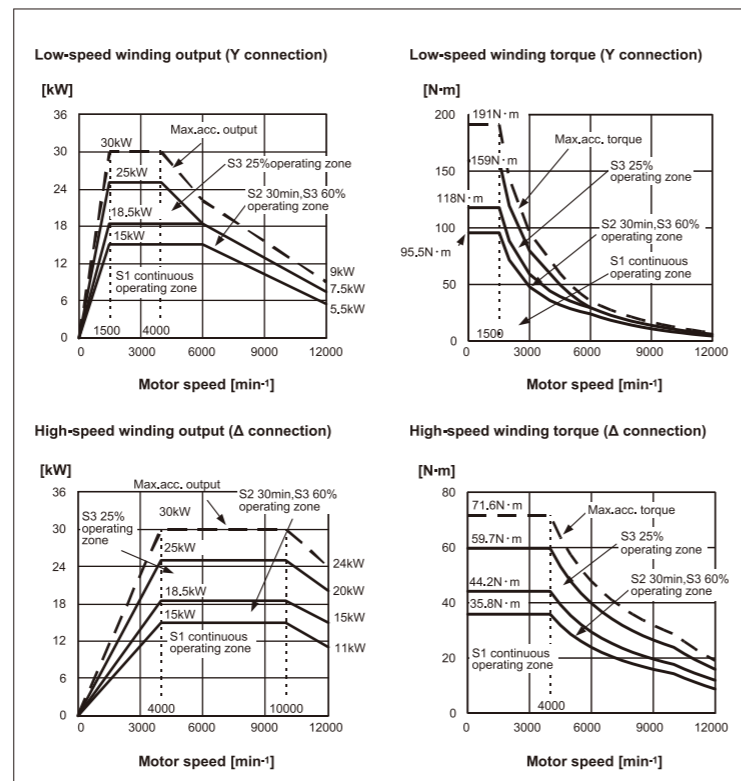 Low-speed winding output (Y connection)
[kW]
36
30
24
18
12
6
0
30kW
Max.acc. output
25kW
S3 25%operating zone
18.5kW
S2 30min,S3 60%
operating zone
15kW
S1 continuous
operating zone
9kW
7.5kW
5.5kW
1500
4000
0
3000
6000
9000
12000
Motor speed [min-1]
Low-speed winding torque (Y connection)
[N·m]
200
150
100
50
0
191N·m
Max.acc. torque
159N·m
S3 25%
operating zone
118N·m
S2 30min,S3 60%
operating zone
95.5N·m
S1 continuous
operating zone
1500
0
3000
6000
9000
12000
Motor speed [min-1]
High-speed winding output (Δ connection)
[kW]
36
30
24
18
12
6
0
Max.acc. output
S2 30min,S3 60%
operating zone
30kW
S3 25%
operating
zone
25kW
24kW
20kW
18.5kW
15kW
15kW
S1 continuous
operating zone
11kW
4000
10000
0
3000
6000
9000
12000
Motor speed [min-1]
High-speed winding torque (Δ connection)
[N·m]
80
60
40
20
0
71.6N·m
Max.acc. torque
59.7N·m
S3 25%
operating zone
44.2N·m
S2 30min,S3 60%
operating zone
35.8N·m
S1 continuous
operating zone
4000
0
3000
6000
9000
12000
Motor speed [min-1]